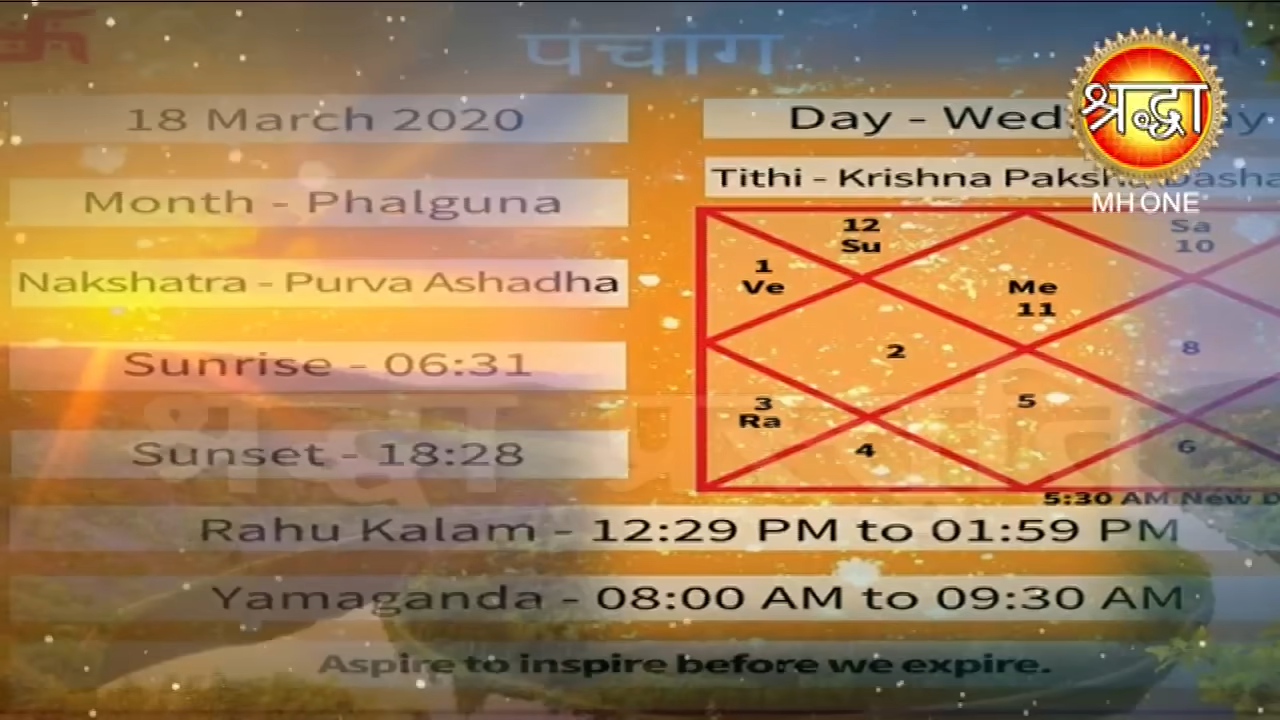 पंचांग
18 March 2020
Day - Wed
श्रद्धा
MH ONE
Month - Phalguna
Tithi - Krishna Paksha Dasha
Nakshatra - Purva Ashadha
Sunrise - 06:31
Sunset - 18:28
12
Su
Sa
10
1
Ve
Me
11
2
8
3
Ra
5
4
6
5:30 AM New D
Rahu Kalam - 12:29 PM to 01:59 PM
Yamaganda - 08:00 AM to 09:30 AM
Aspire to inspire before we expire.